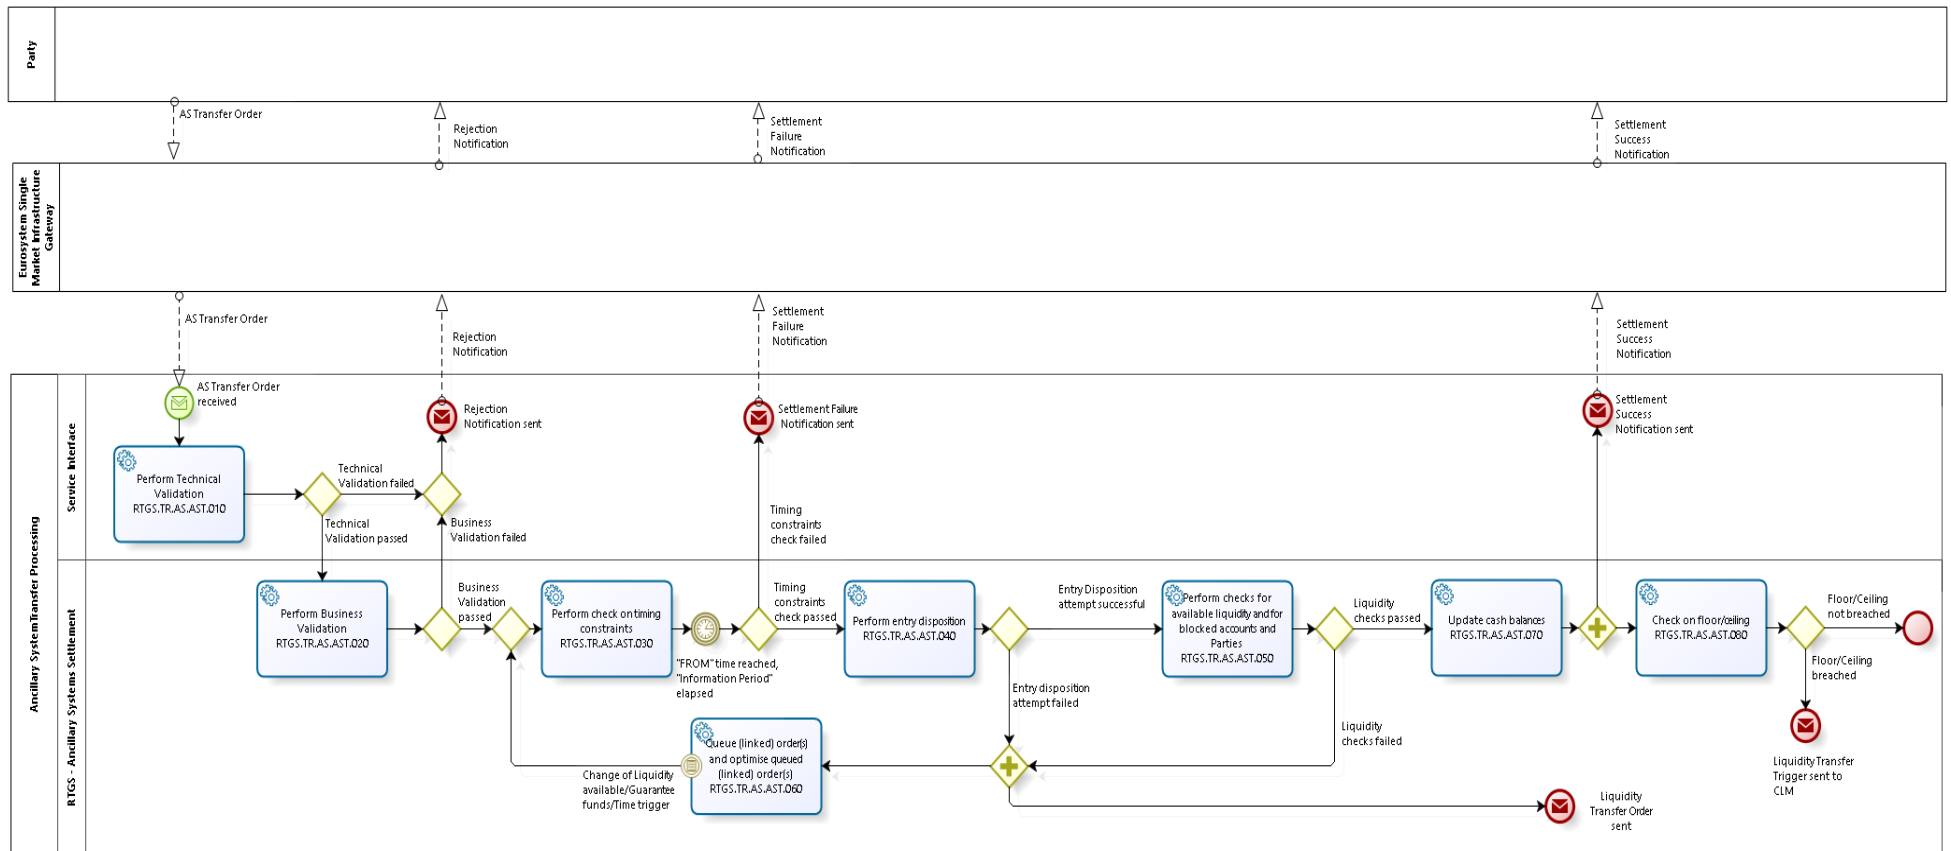 Party
AS Transfer Order
Rejection
Notification
Settlement
Failure
Notification
Settlement
Success
Notification
Eurosystem Single
Market Infrastructure
Gateway
AS Transfer Order
Rejection
Notification
Settlement
Failure
Notification
Settlement
Success
Notification
Ancillary System Transfer Processing
Service Interface
AS Transfer Order
received
Rejection
Notification sent
Settlement Failure
Notification sent
Settlement
Success
Notification sent
Perform Technical
Validation
RTGS.TR.AS.AST.010
Technical
Validation failed
Technical
Validation passed
Business
Validation failed
Timing
constraints
check failed
RTGS - Ancillary Systems Settlement
Perform Business
Validation
RTGS.TR.AS.AST.020
Business
Validation
passed
Perform check on timing
constraints
RTGS.TR.AS.AST.030
"FROM" time reached,
"Information Period"
elapsed
Timing
constraints
check passed
Perform entry disposition
RTGS.TR.AS.AST.040
Entry Disposition
attempt successful
Entry disposition
attempt failed
Perform checks for
available liquidity and for
blocked accounts and
Parties
RTGS.TR.AS.AST.050
Liquidity
checks passed
Liquidity
checks failed
Update cash balances
RTGS.TR.AS.AST.070
Check on floor/ceiling
RTGS.TR.AS.AST.080
Floor/Ceiling
not breached
Floor/Ceiling
breached
Queue (linked) order(s)
and optimise queued
(linked) order(s)
RTGS.TR.AS.AST.060
Change of Liquidity
available/Guarantee
funds/Time trigger
Liquidity
Transfer Order
sent
Liquidity Transfer
Trigger sent to
CLM